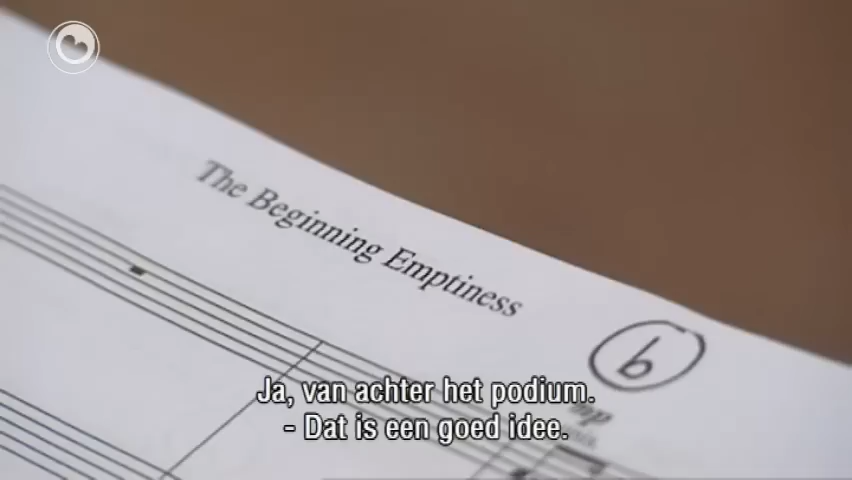 The Beginning Emptiness
b
Ja, van achter het podium.
- Dat is een goed idee.